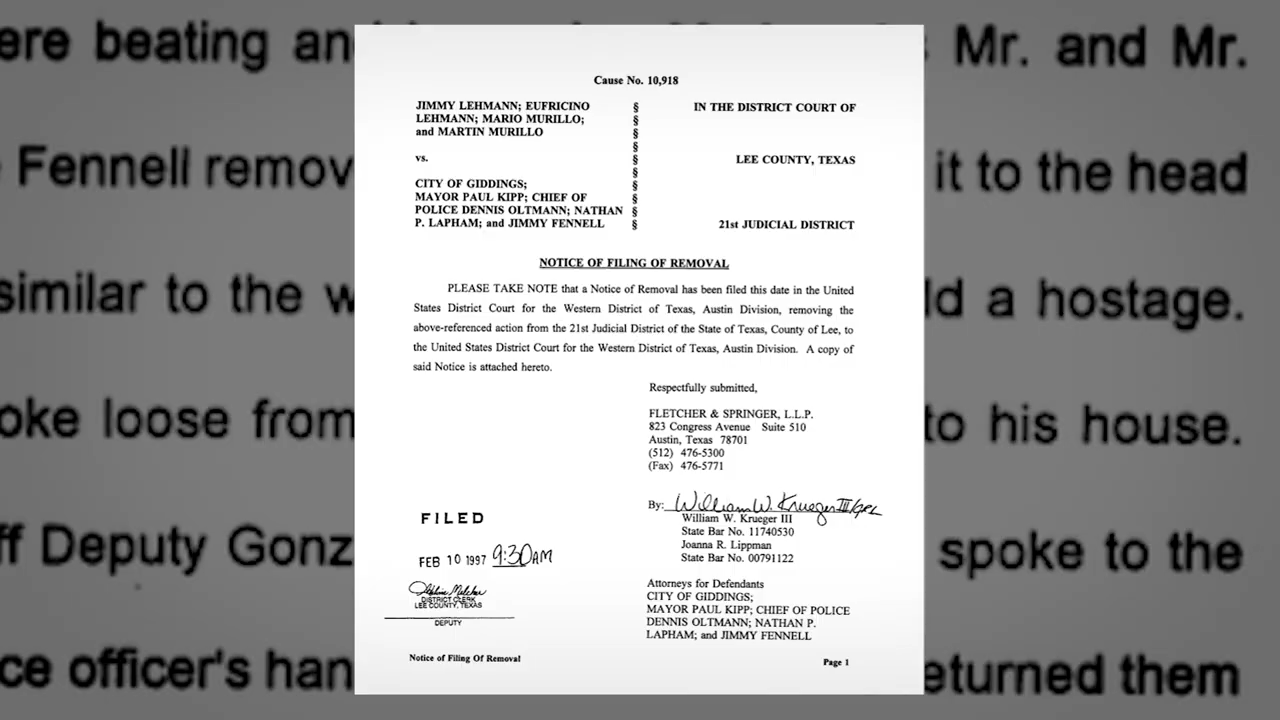 ere beating an
Mr. and Mr.
Fennell remov
it to the head
similar to the w
ld a hostage.
oke loose from
to his house.
ff Deputy Gonz
spoke to the
ce officer's han
eturned them
Cause No. 10,918
JIMMY LEHMANN; EUFRICINO § IN THE DISTRICT COURT OF
LEHMANN; MARIO MURILLO; §
and MARTIN MURILLO §
§
vs. § LEE COUNTY, TEXAS
§
CITY OF GIDDINGS; §
MAYOR PAUL KIPP; CHIEF OF §
POLICE DENNIS OLTMANN; NATHAN §
P. LAPHAM; and JIMMY FENNELL § 21st JUDICIAL DISTRICT
NOTICE OF FILING OF REMOVAL
PLEASE TAKE NOTE that a Notice of Removal has been filed this date in the United
States District Court for the Western District of Texas, Austin Division, removing the
above-referenced action from the 21st Judicial District of the State of Texas, County of Lee, to
the United States District Court for the Western District of Texas, Austin Division. A copy of
said Notice is attached hereto.
Respectfully submitted,
FLETCHER & SPRINGER, L.L.P.
823 Congress Avenue Suite 510
Austin, Texas 78701
(512) 476-5300
(Fax) 476-5771
By: William W. Krueger III
William W. Krueger III
State Bar No. 11740530
Joanna R. Lippman
State Bar No. 00791122
FILED
FEB 10 1997 9:30AM
DISTRICT CLERK
LEE COUNTY, TEXAS
DEPUTY
Attorneys for Defendants
CITY OF GIDDINGS;
MAYOR PAUL KIPP; CHIEF OF POLICE
DENNIS OLTMANN; NATHAN P.
LAPHAM; and JIMMY FENNELL
Notice of Filing Of Removal
Page 1